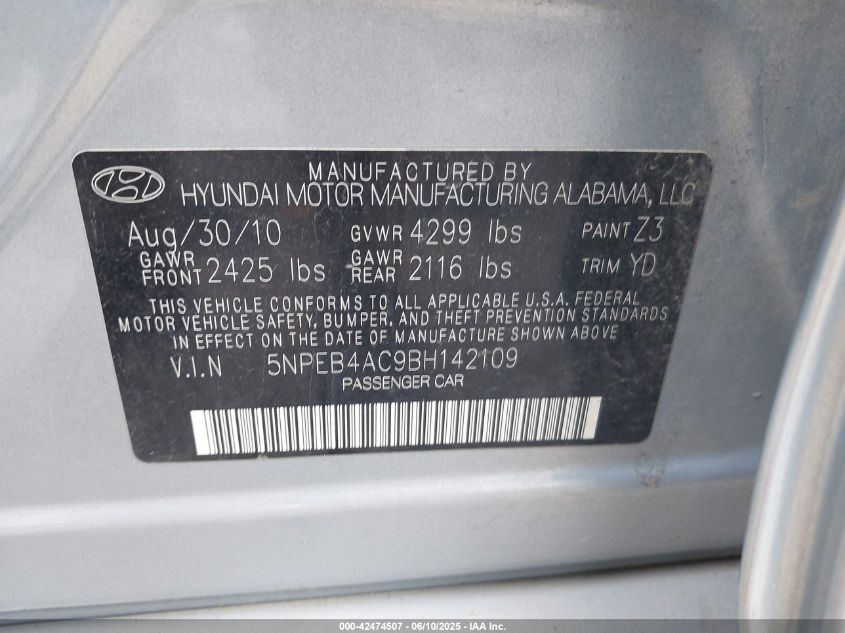 MANUFACTURED BY
HYUNDAI MOTOR MANUFACTURING ALABAMA, LLC
Aug/30/10 GVWR 4299 lbs PAINT Z3
GAWR FRONT 2425 lbs GAWR REAR 2116 lbs TRIM YD
THIS VEHICLE CONFORMS TO ALL APPLICABLE U.S.A. FEDERAL
MOTOR VEHICLE SAFETY, BUMPER, AND THEFT PREVENTION STANDARDS
IN EFFECT ON THE DATE OF MANUFACTURE SHOWN.
V.I.N 5NPEB4AC9BH142109
PASSENGER CAR
000-42474507 - 06/10/2025 - IAA Inc.